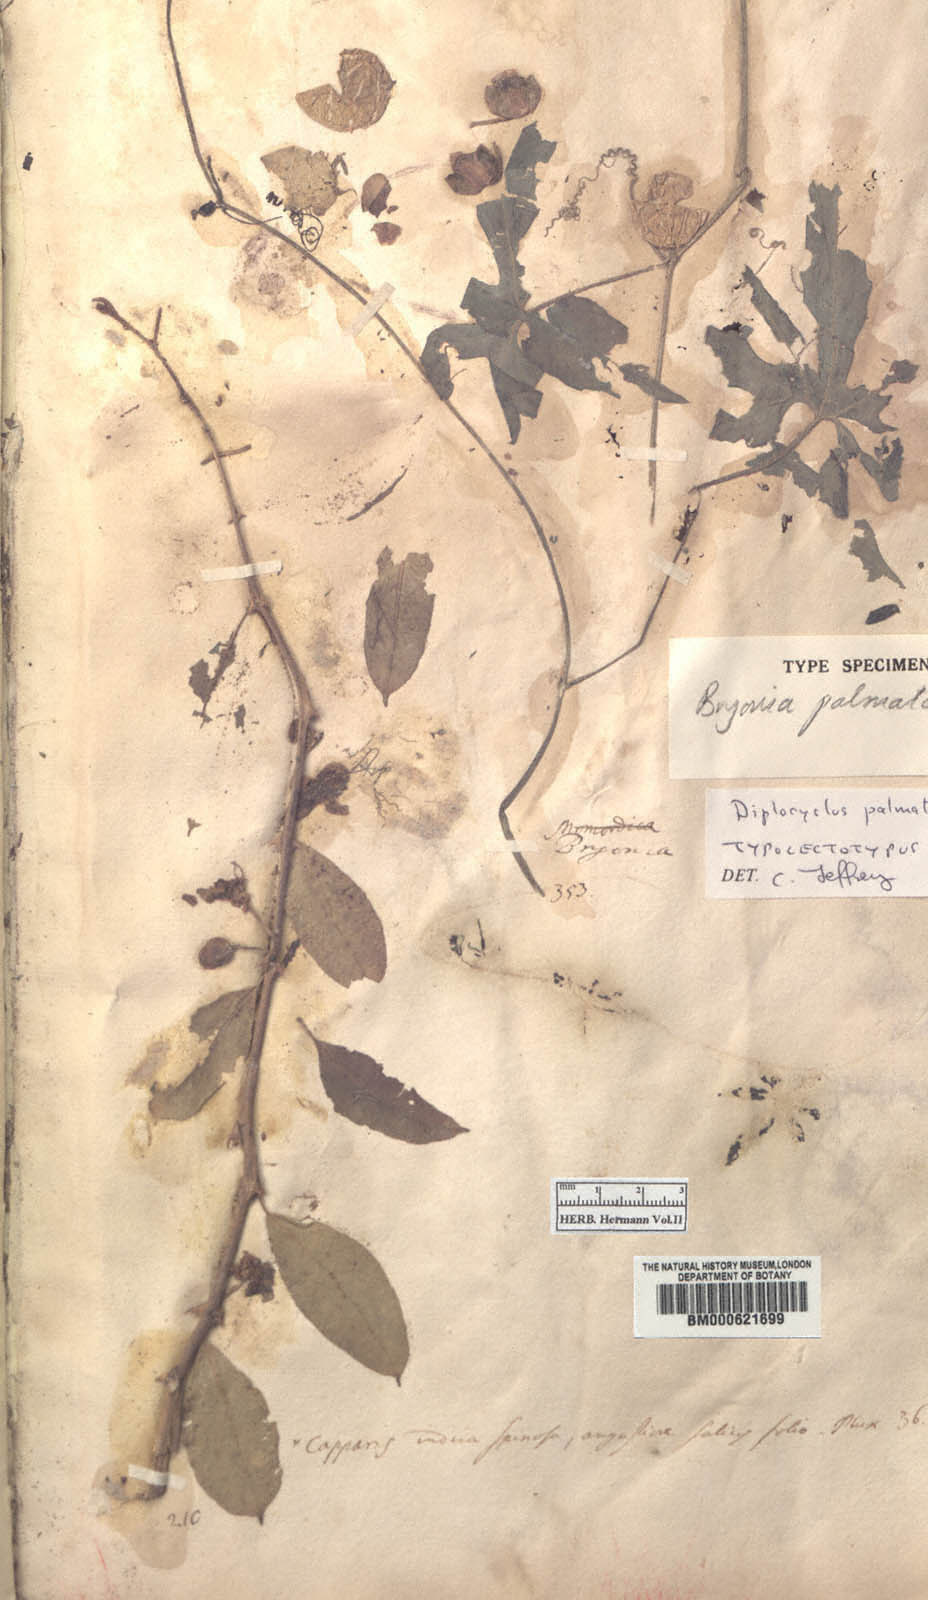 TYPE SPECIMEN
Bryonia palmata
Diplocyclus palmat
TYPOLECTOTYPUS
DET. C. Jeffrey
Momordica
Bryonia
353.
mm 1 2 3
HERB. Hermann Vol.II
THE NATURAL HISTORY MUSEUM,LONDON
DEPARTMENT OF BOTANY
BM000621699
* Capparis indica spinosa, angustiore salicis folio. Plux 36.
210